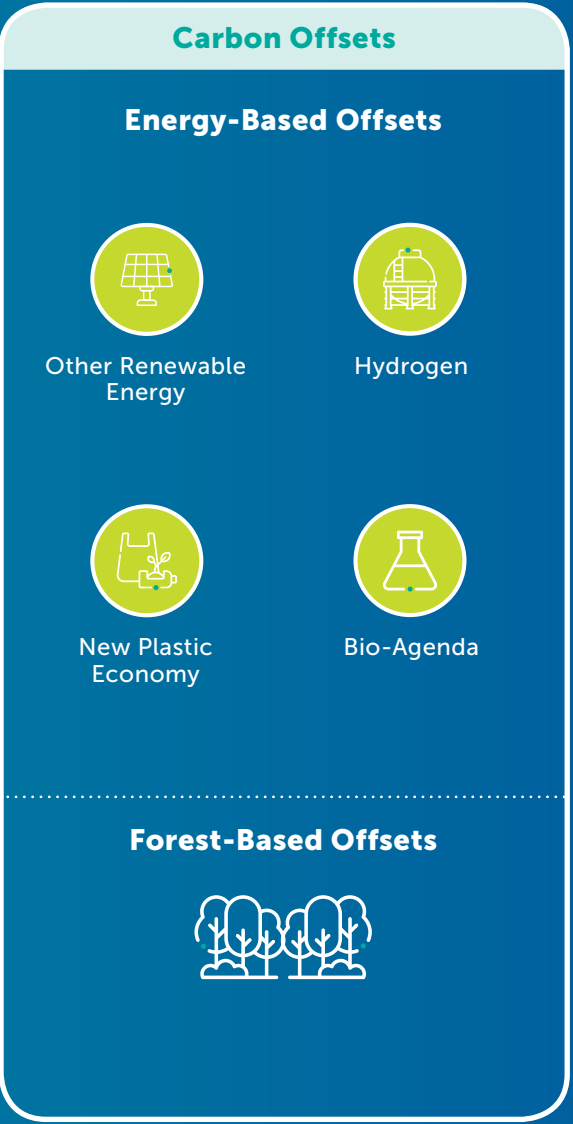 Carbon Offsets
Energy-Based Offsets
Other Renewable
Energy
Hydrogen
New Plastic
Economy
Bio-Agenda
Forest-Based Offsets